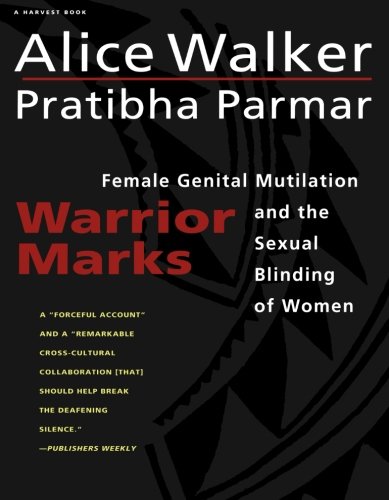 A HARVEST BOOK
Alice Walker
Pratibha Parmar
Female Genital Mutilation
Warrior
Marks
and the
Sexual
Blinding
of Women
A "FORCEFUL ACCOUNT"
AND A "REMARKABLE
CROSS-CULTURAL
COLLABORATION [THAT]
SHOULD HELP BREAK
THE DEAFENING
SILENCE."
—PUBLISHERS WEEKLY